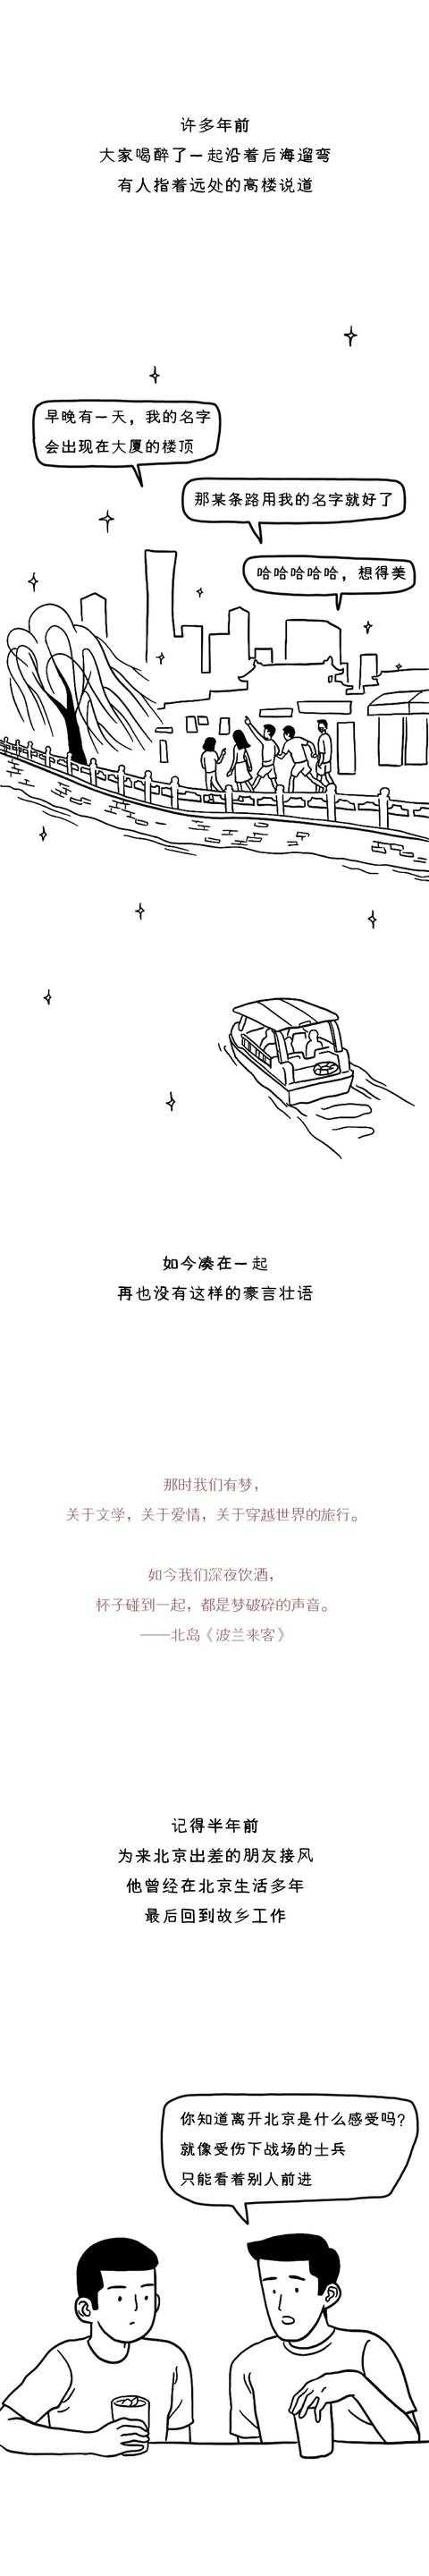 许多年前
大家喝醉了一起沿着后海遛弯
有人指着远处的高楼说道
早晚有一天，我的名字
会出现在大厦的楼顶
那某条路用我的名字就好了
哈哈哈哈哈，想得美
如今凑在一起
再也没有这样的豪言壮语
那时我们有梦，
关于文学，关于爱情，关于穿越世界的旅行。
如今我们深夜饮酒，
杯子碰到一起，都是梦破碎的声音。
——北岛《波兰来客》
记得半年前
为来北京出差的朋友接风
他曾经在北京生活多年
最后回到故乡工作
你知道离开北京是什么感受吗？
就像受伤下战场的士兵
只能看着别人前进